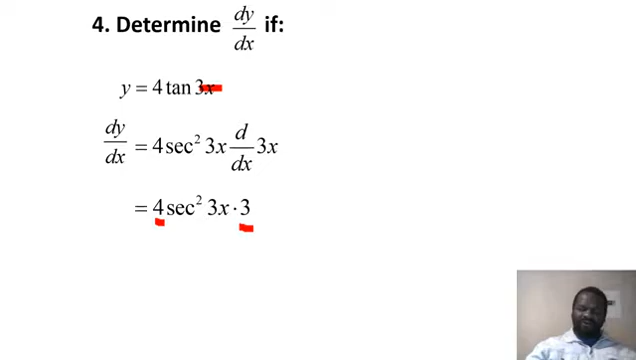 4. Determine dy/dx if:
y = 4 tan 3x
dy/dx = 4 sec² 3x d/dx 3x
= 4 sec² 3x · 3